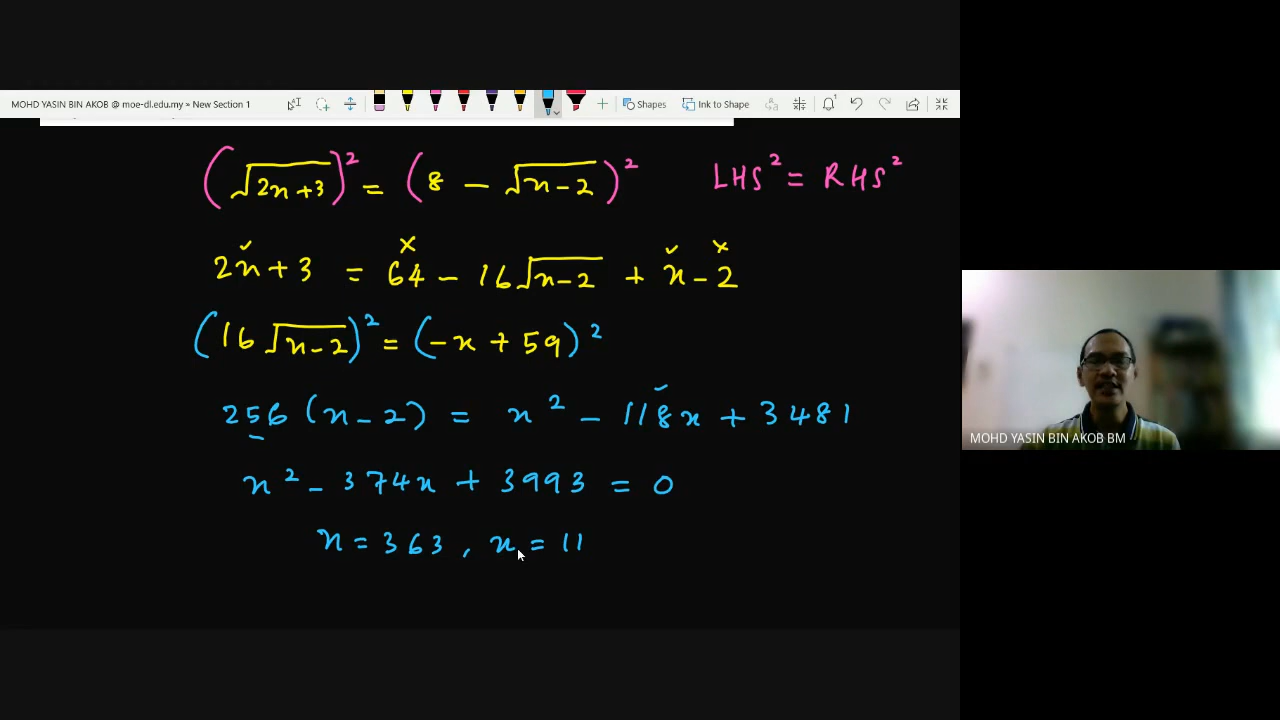 MOHD YASIN BIN AKOB @ moe-dl.edu.my » New Section 1
Shapes
Ink to Shape
(√(2x+3))² = (8 − √(x−2))² LHS² = RHS²
2x + 3 = 64 − 16√(x−2) + x − 2
(16√(x−2))² = (−x + 59)²
256 (x − 2) = x² − 118x + 3481
x² − 374x + 3993 = 0
x = 363 , x = 11
MOHD YASIN BIN AKOB BM